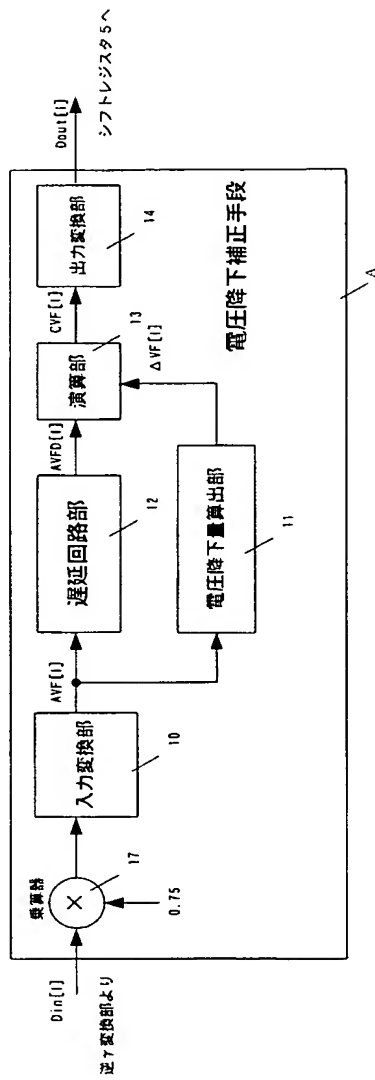 逆γ変換部より
Din[I]
乗算器
×
17
0.75
入力変換部
10
AVF[I]
遅延回路部
12
電圧降下量算出部
11
AVFD[I]
演算部
13
ΔVF[I]
CVF[I]
出力変換部
14
電圧降下補正手段
A
Dout[I]
シフトレジスタ5へ